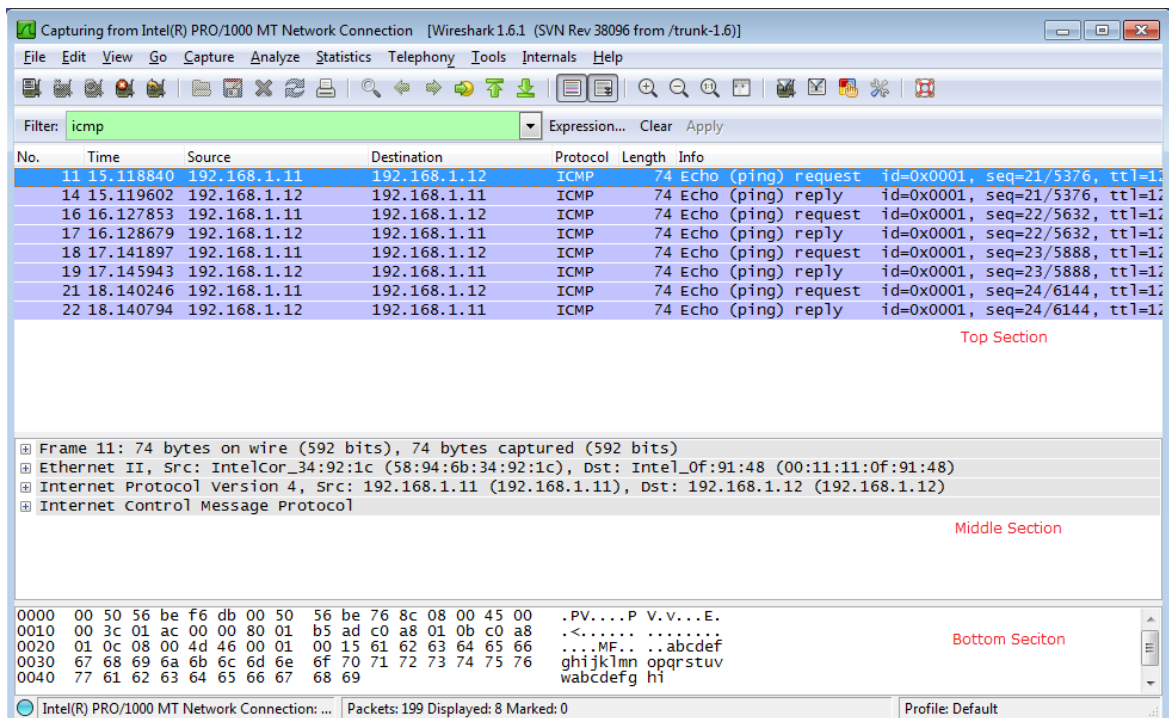 Capturing from Intel(R) PRO/1000 MT Network Connection [Wireshark 1.6.1 (SVN Rev 38096 from /trunk-1.6)]
File Edit View Go Capture Analyze Statistics Telephony Tools Internals Help
Filter: icmp Expression... Clear Apply
No. Time Source Destination Protocol Length Info
11 15.118840 192.168.1.11 192.168.1.12 ICMP 74 Echo (ping) request id=0x0001, seq=21/5376, ttl=12
14 15.119602 192.168.1.12 192.168.1.11 ICMP 74 Echo (ping) reply id=0x0001, seq=21/5376, ttl=12
16 16.127853 192.168.1.11 192.168.1.12 ICMP 74 Echo (ping) request id=0x0001, seq=22/5632, ttl=12
17 16.128679 192.168.1.12 192.168.1.11 ICMP 74 Echo (ping) reply id=0x0001, seq=22/5632, ttl=12
18 17.141897 192.168.1.11 192.168.1.12 ICMP 74 Echo (ping) request id=0x0001, seq=23/5888, ttl=12
19 17.145943 192.168.1.12 192.168.1.11 ICMP 74 Echo (ping) reply id=0x0001, seq=23/5888, ttl=12
21 18.140246 192.168.1.11 192.168.1.12 ICMP 74 Echo (ping) request id=0x0001, seq=24/6144, ttl=12
22 18.140794 192.168.1.12 192.168.1.11 ICMP 74 Echo (ping) reply id=0x0001, seq=24/6144, ttl=12
Top Section
Frame 11: 74 bytes on wire (592 bits), 74 bytes captured (592 bits)
Ethernet II, Src: IntelCor_34:92:1c (58:94:6b:34:92:1c), Dst: Intel_0f:91:48 (00:11:11:0f:91:48)
Internet Protocol Version 4, Src: 192.168.1.11 (192.168.1.11), Dst: 192.168.1.12 (192.168.1.12)
Internet Control Message Protocol
Middle Section
0000 00 50 56 be f6 db 00 50 56 be 76 8c 08 00 45 00 .PV....P V.v...E.
0010 00 3c 01 ac 00 00 80 01 b5 ad c0 a8 01 0b c0 a8 .<...... ........
0020 01 0c 08 00 4d 46 00 01 00 15 61 62 63 64 65 66 ....MF.. ..abcdef
0030 67 68 69 6a 6b 6c 6d 6e 6f 70 71 72 73 74 75 76 ghijklmn opqrstuv
0040 77 61 62 63 64 65 66 67 68 69 wabcdefg hi
Bottom Seciton
Intel(R) PRO/1000 MT Network Connection: ... Packets: 199 Displayed: 8 Marked: 0 Profile: Default